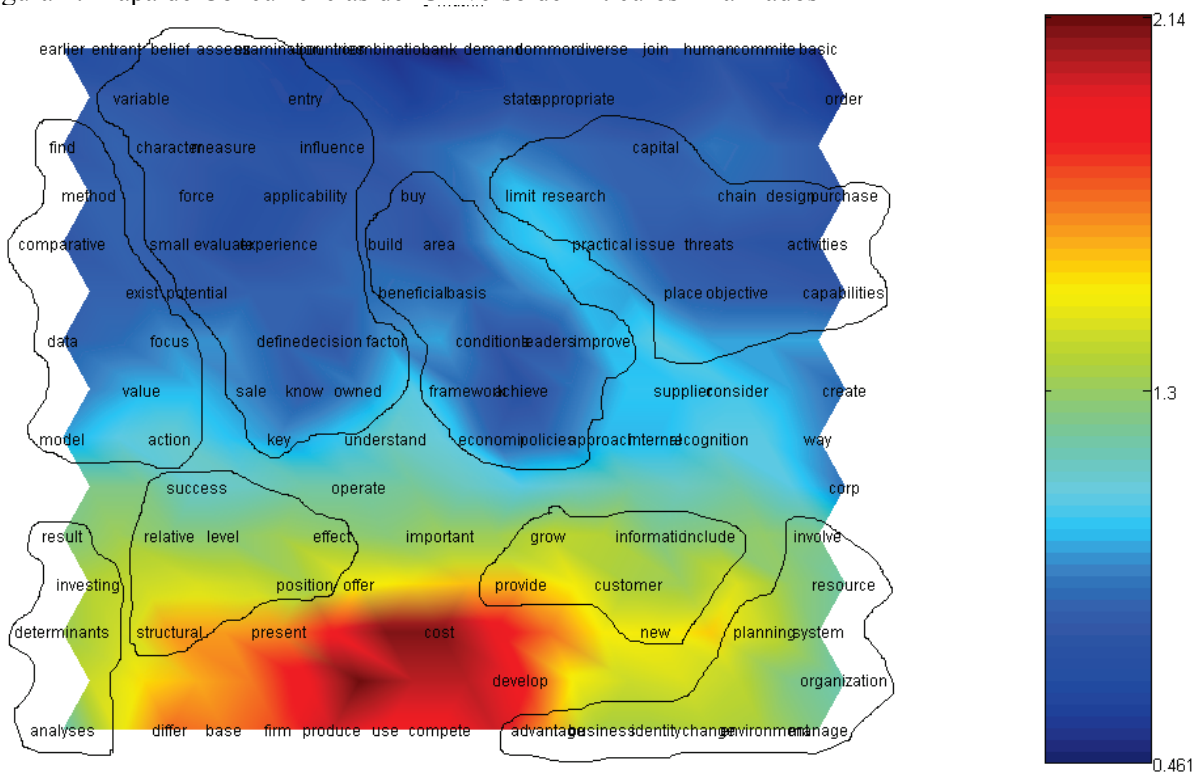 2.14
earlier entrant belief assess examination countries combination bank demand common diverse join human commite basic
variable entry state appropriate order
find character measure influence capital
method force applicability buy limit research chain design purchase
comparative small evaluate experience build area practical issue threats activities
exist potential beneficial basis place objective capabilities
data focus define decision factor conditions leaders improve
value sale know owned framework achieve supplier consider create
1.3
model action key understand economic policies approach internal recognition way
success operate corp
result relative level effect important grow information include involve
investing position offer provide customer resource
determinants structural present cost new planning system
develop organization
analyses differ base firm produce use compete advantage business identity change environment manage
0.461